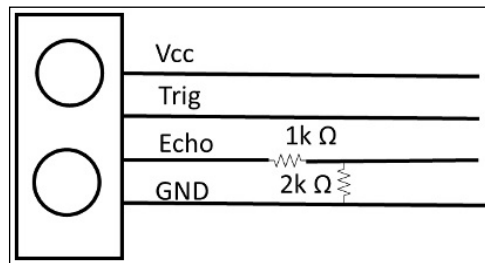 Vcc
Trig
Echo
1k Ω
2k Ω
GND